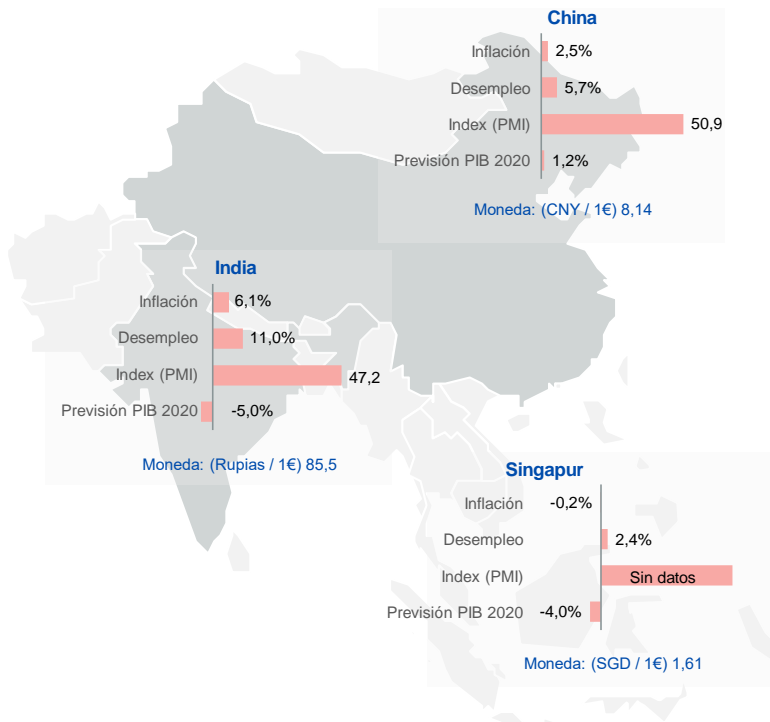 China
Inflación 2,5%
Desempleo 5,7%
Index (PMI) 50,9
Previsión PIB 2020 1,2%
Moneda: (CNY / 1€) 8,14
India
Inflación 6,1%
Desempleo 11,0%
Index (PMI) 47,2
Previsión PIB 2020 -5,0%
Moneda: (Rupias / 1€) 85,5
Singapur
Inflación -0,2%
Desempleo 2,4%
Index (PMI) Sin datos
Previsión PIB 2020 -4,0%
Moneda: (SGD / 1€) 1,61